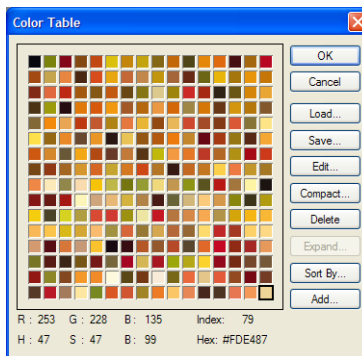 Color Table
OK
Cancel
Load...
Save...
Edit...
Compact...
Delete
Expand...
Sort By...
Add...
R : 253 G : 228 B : 135 Index: 79
H : 47 S : 47 B : 99 Hex: #FDE487